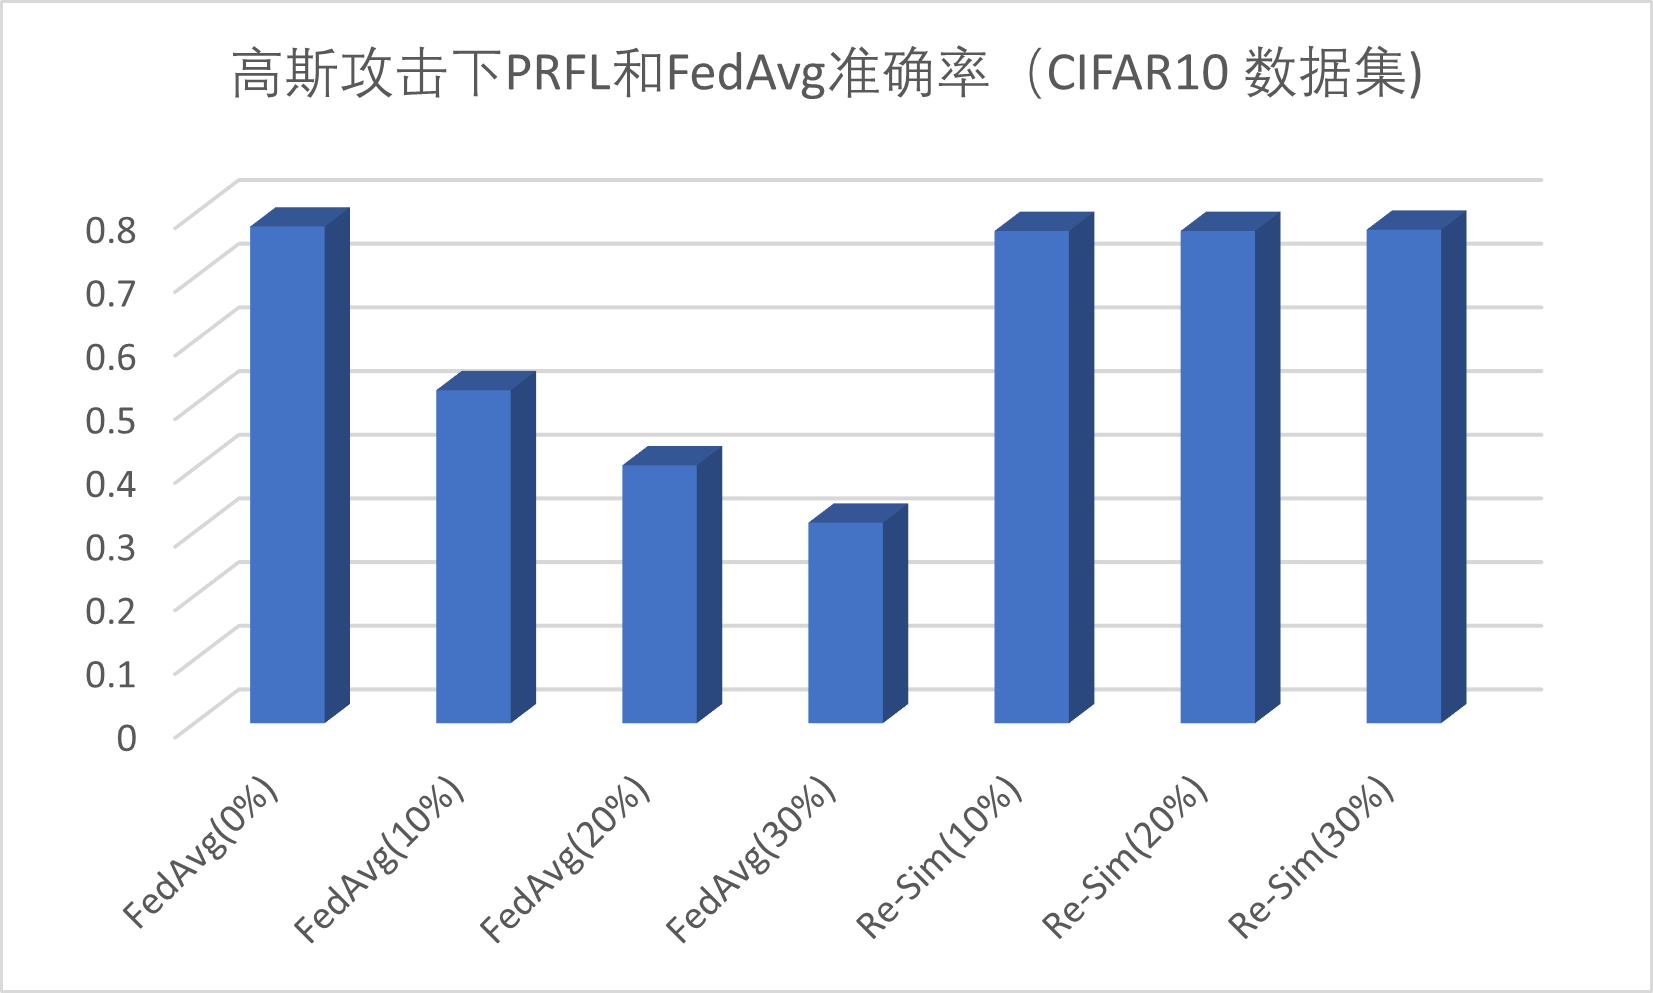 高斯攻击下PRFL和FedAvg准确率（CIFAR10 数据集)
0.8
0.7
0.6
0.5
0.4
0.3
0.2
0.1
0
FedAvg(0%)
FedAvg(10%)
FedAvg(20%)
FedAvg(30%)
Re-Sim(10%)
Re-Sim(20%)
Re-Sim(30%)